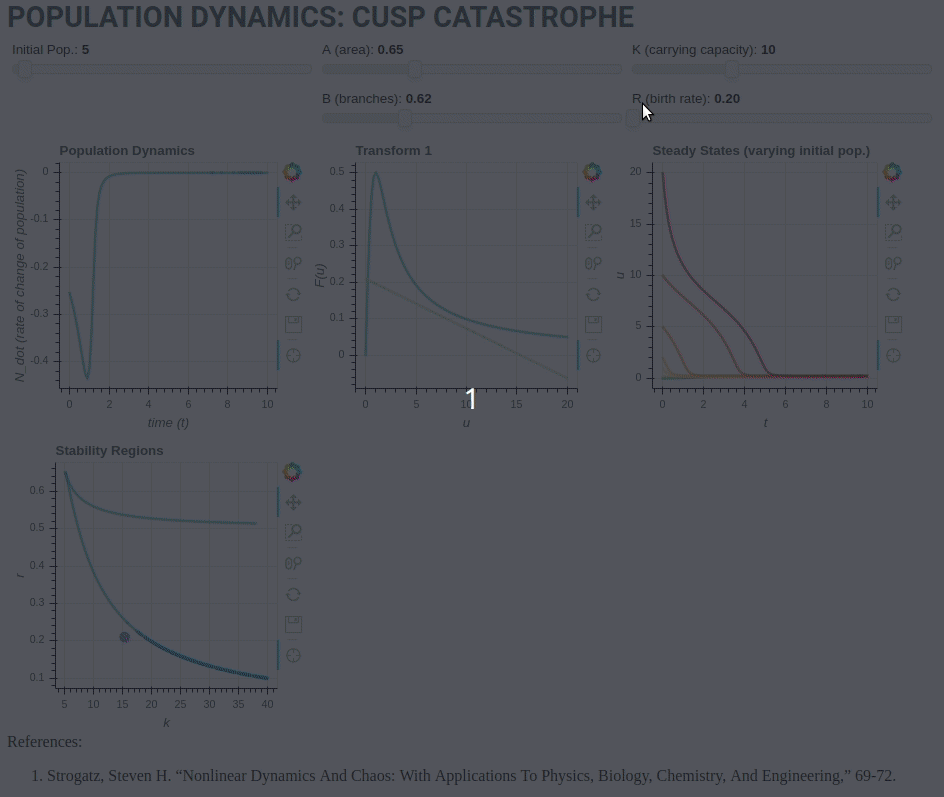 POPULATION DYNAMICS: CUSP CATASTROPHE
Initial Pop.: 5
A (area): 0.65
K (carrying capacity): 10
B (branches): 0.62
R (birth rate): 0.20
Population Dynamics
N_dot (rate of change of population)
0
-0.1
-0.2
-0.3
-0.4
0 2 4 6 8 10
time (t)
Transform 1
F(u)
0.5
0.4
0.3
0.2
0.1
0
0 5 10 15 20
u
Steady States (varying initial pop.)
u
20
15
10
5
0
0 2 4 6 8 10
t
1
Stability Regions
r
0.6
0.5
0.4
0.3
0.2
0.1
5 10 15 20 25 30 35 40
k
References:
1. Strogatz, Steven H. “Nonlinear Dynamics And Chaos: With Applications To Physics, Biology, Chemistry, And Engineering,” 69-72.